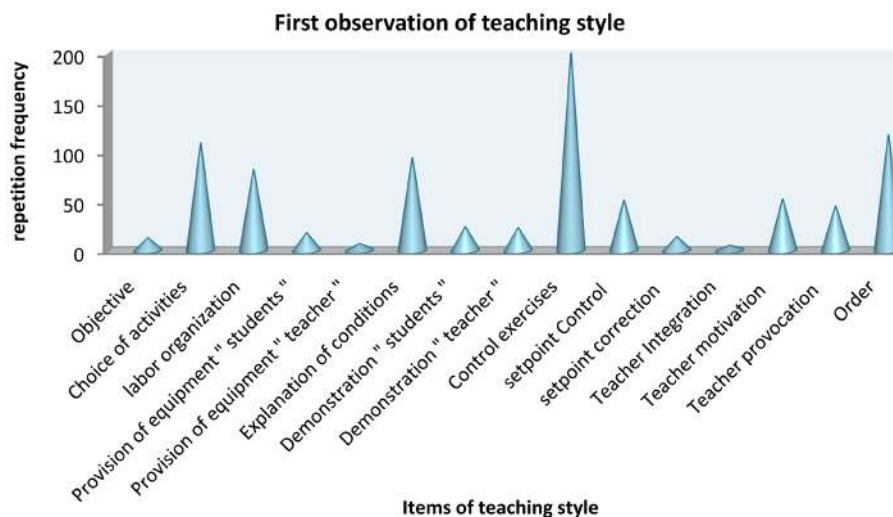 First observation of teaching style
repetition frequency
200
150
100
50
0
Objective
Choice of activities
labor organization
Provision of equipment " students "
Provision of equipment " teacher "
Explanation of conditions
Demonstration " students "
Demonstration " teacher "
Control exercises
setpoint Control
setpoint correction
Teacher Integration
Teacher motivation
Teacher provocation
Order
Items of teaching style